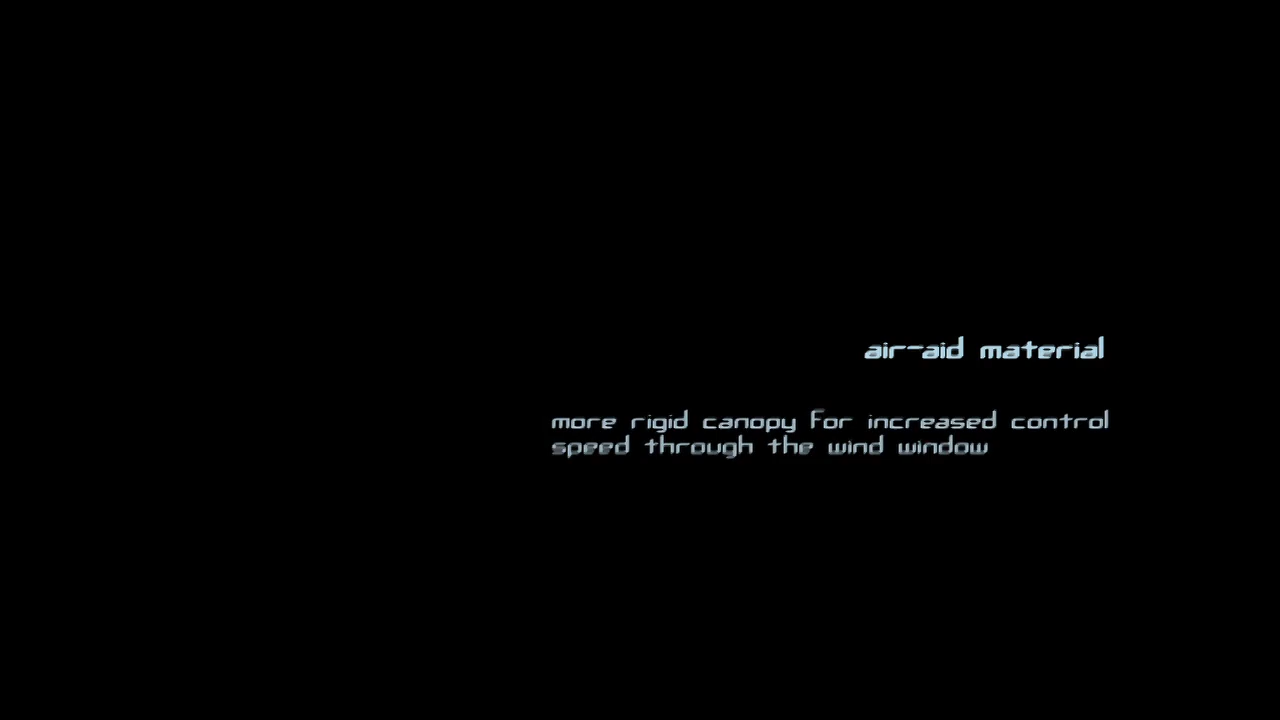 air-aid material
more rigid canopy for increased control
speed through the wind window